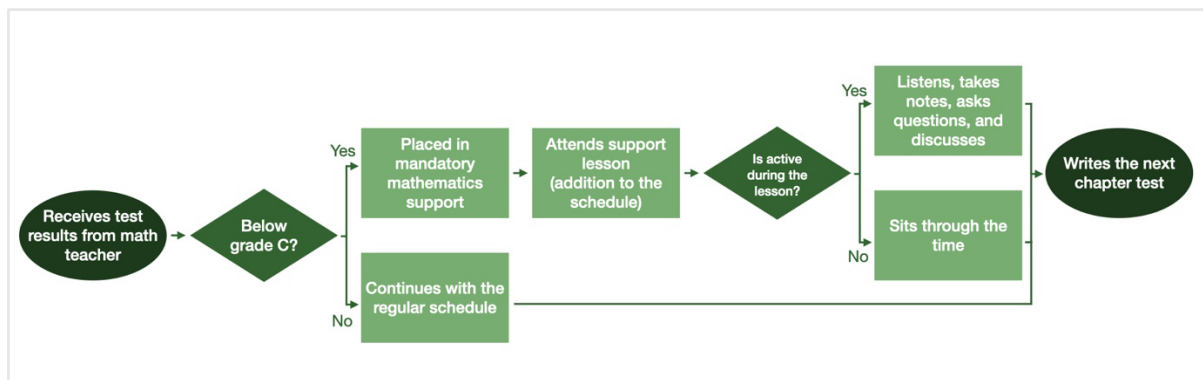 Receives test
results from math
teacher
Below
grade C?
Yes
Placed in
mandatory
mathematics
support
Attends support
lesson
(addition to the
schedule)
Is active
during the
lesson?
Yes
Listens, takes
notes, asks
questions, and
discusses
No
Sits through the
time
Writes the next
chapter test
No
Continues with the
regular schedule